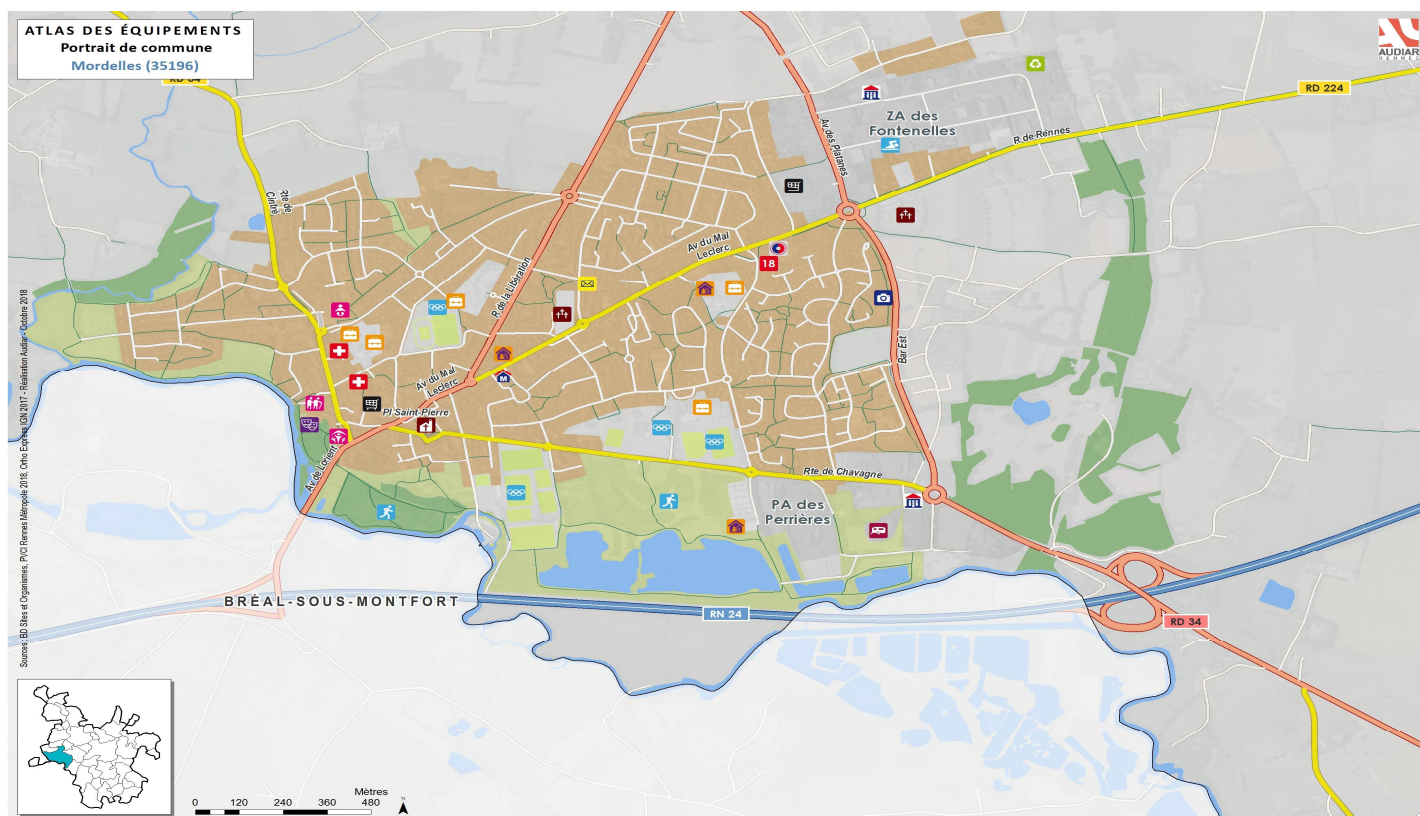 ATLAS DES ÉQUIPEMENTS
Portrait de commune
Mordelles (35196)
AUDIAR
RENNES
RD 34
RD 224
ZA des
Fontenelles
R de Rennes
Av des Platanes
Rte de
Cintré
Av du Mal
Leclerc
18
R de la Libération
Bar Est
Av du Mal
Leclerc
M
Pl Saint-Pierre
Av de Lorient
Rte de Chavagne
PA des
Perrières
BRÉAL-SOUS-MONTFORT
RN 24
RD 34
Sources: BD Sites et Organismes, PVCI Rennes Métropole 2018, Ortho Express IGN 2017 - Réalisation Audiar - Octobre 2018
Mètres
0 120 240 360 480
N